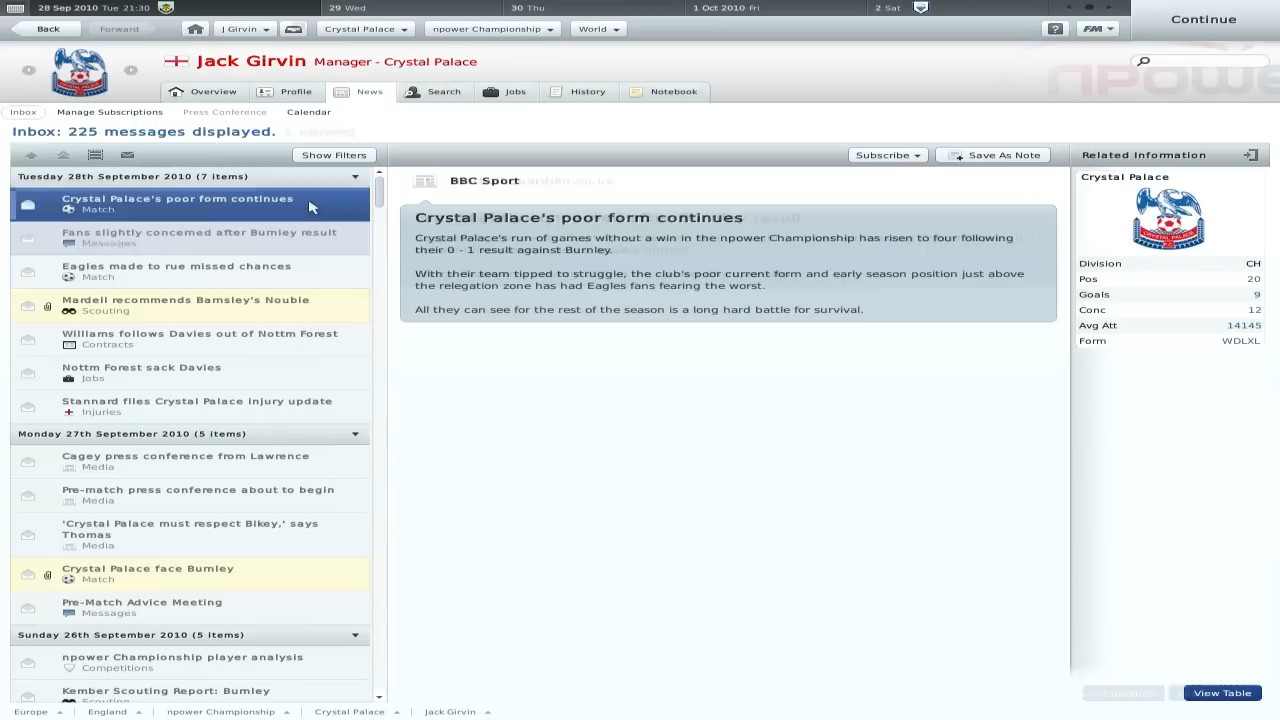 28 Sep 2010 Tue 21:30
29 Wed
30 Thu
1 Oct 2010 Fri
2 Sat
Continue
Back
Forward
J Girvin
Crystal Palace
npower Championship
World
?
FM
Jack Girvin Manager - Crystal Palace
Overview
Profile
News
Search
Jobs
History
Notebook
Inbox
Manage Subscriptions
Press Conference
Calendar
Inbox: 225 messages displayed.
Show Filters
Subscribe
Save As Note
Related Information
Tuesday 28th September 2010 (7 items)
Crystal Palace's poor form continues
Match
Fans slightly concerned after Burnley result
Messages
Eagles made to rue missed chances
Match
Mardell recommends Barnsley's Nouble
Scouting
Williams follows Davies out of Nottm Forest
Contracts
Nottm Forest sack Davies
Jobs
Stannard files Crystal Palace injury update
Injuries
Monday 27th September 2010 (5 items)
Cagey press conference from Lawrence
Media
Pre-match press conference about to begin
Media
'Crystal Palace must respect Bikey,' says
Thomas
Media
Crystal Palace face Burnley
Match
Pre-Match Advice Meeting
Messages
Sunday 26th September 2010 (5 items)
npower Championship player analysis
Competitions
Kember Scouting Report: Burnley
Scouting
BBC Sport
Crystal Palace's poor form continues
Crystal Palace's run of games without a win in the npower Championship has risen to four following
their 0 - 1 result against Burnley.
With their team tipped to struggle, the club's poor current form and early season position just above
the relegation zone has had Eagles fans fearing the worst.
All they can see for the rest of the season is a long hard battle for survival.
Crystal Palace
Division CH
Pos 20
Goals 9
Conc 12
Avg Att 14145
Form WDLXL
View Table
Europe
England
npower Championship
Crystal Palace
Jack Girvin